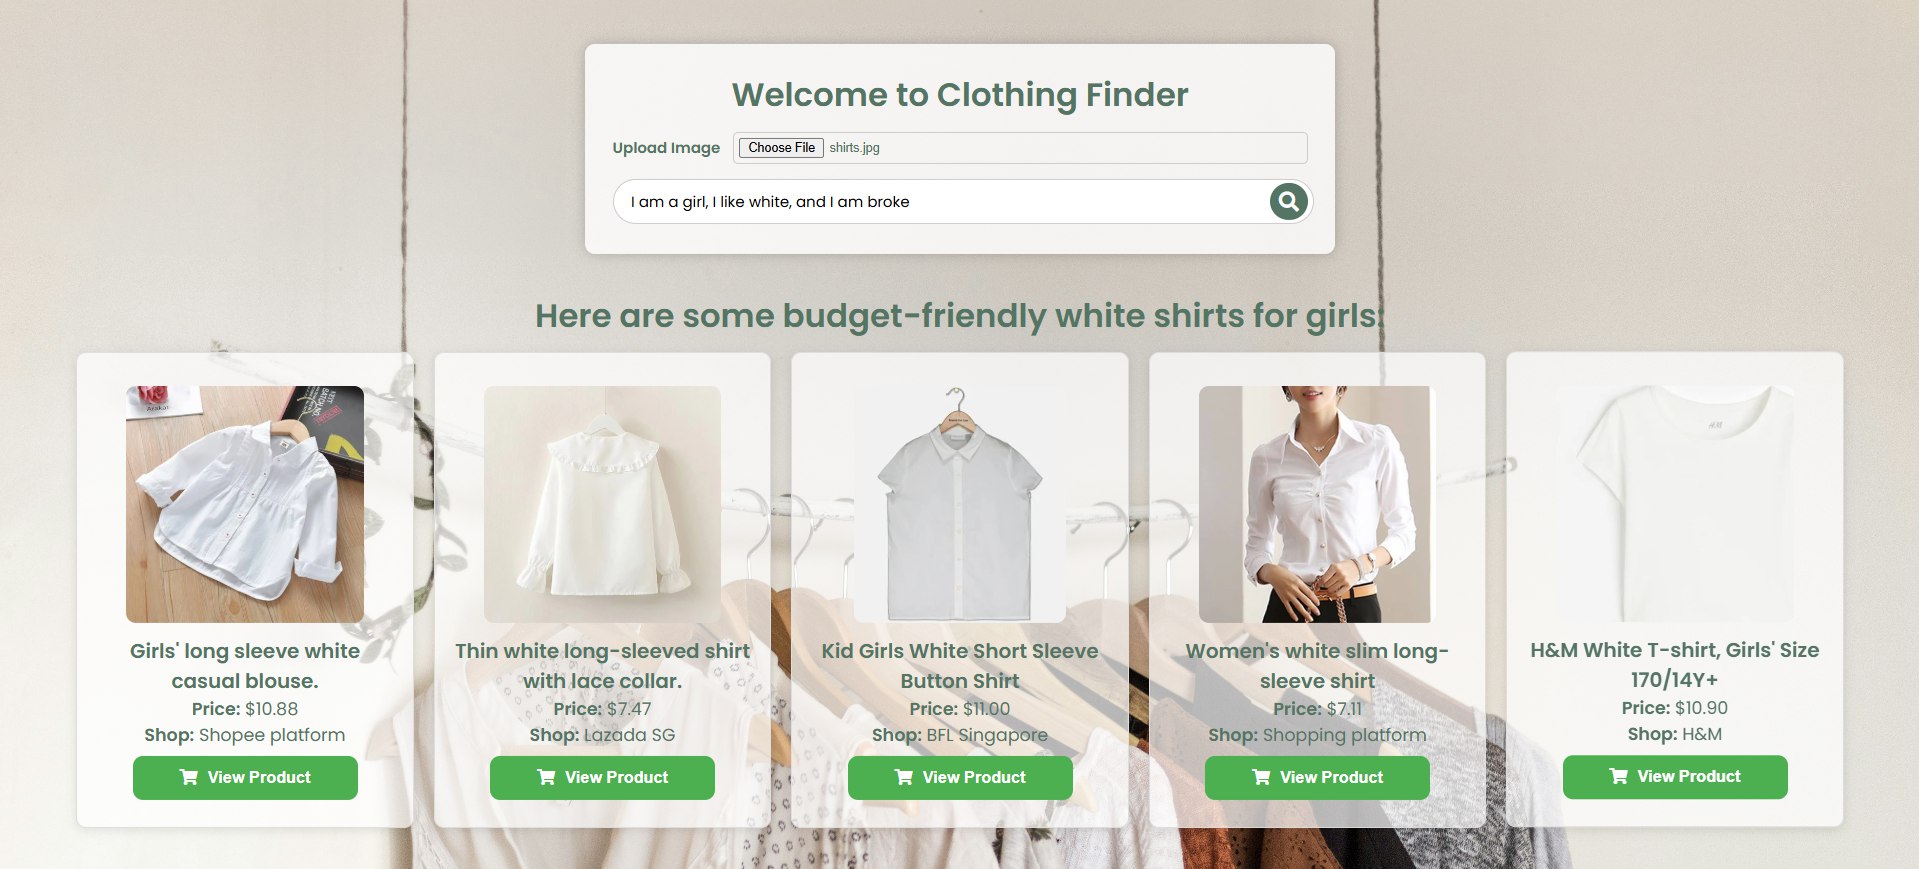 Welcome to Clothing Finder
Upload Image
Choose File shirts.jpg
I am a girl, I like white, and I am broke
Here are some budget-friendly white shirts for girls:
Girls' long sleeve white
casual blouse.
Price: $10.88
Shop: Shopee platform
View Product
Thin white long-sleeved shirt
with lace collar.
Price: $7.47
Shop: Lazada SG
View Product
Kid Girls White Short Sleeve
Button Shirt
Price: $11.00
Shop: BFL Singapore
View Product
Women's white slim long-
sleeve shirt
Price: $7.11
Shop: Shopping platform
View Product
H&M
H&M White T-shirt, Girls' Size
170/14Y+
Price: $10.90
Shop: H&M
View Product